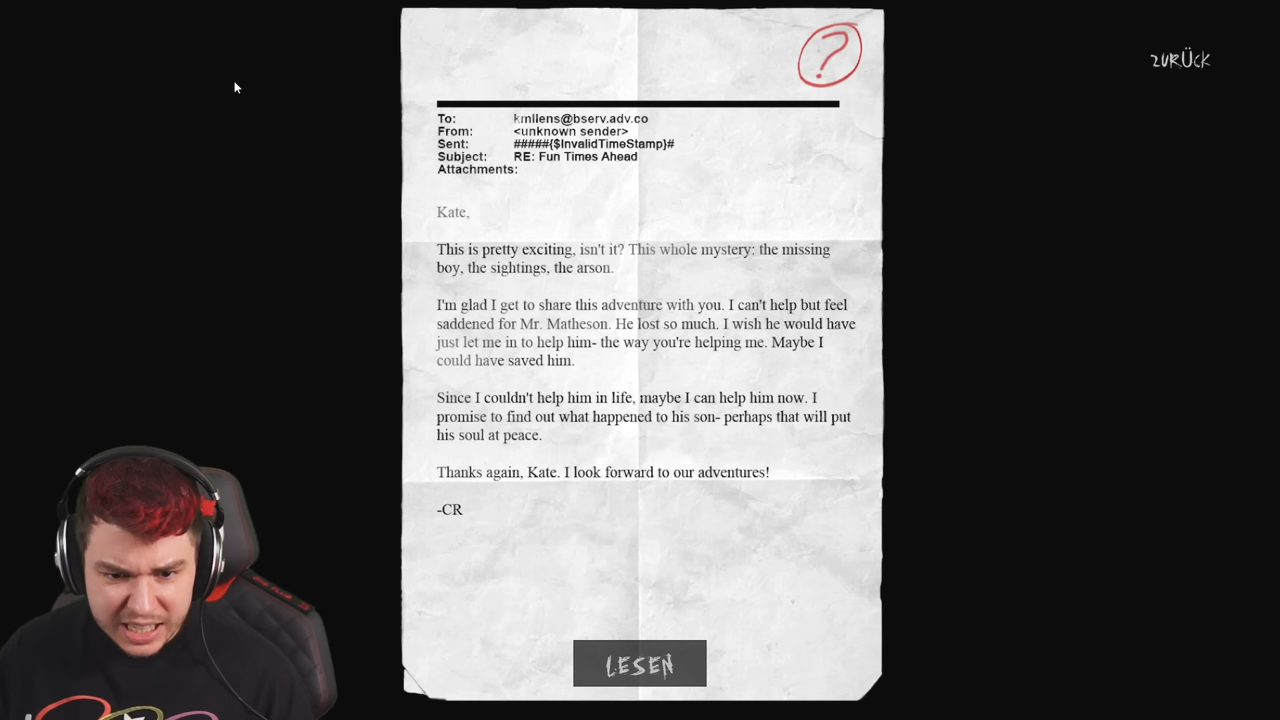 ?
ZURÜCK
To: kmilens@bserv.adv.co
From: <unknown sender>
Sent: #####{$InvalidTimeStamp}#
Subject: RE: Fun Times Ahead
Attachments:
Kate,
This is pretty exciting, isn't it? This whole mystery: the missing
boy, the sightings, the arson.
I'm glad I get to share this adventure with you. I can't help but feel
saddened for Mr. Matheson. He lost so much. I wish he would have
just let me in to help him- the way you're helping me. Maybe I
could have saved him.
Since I couldn't help him in life, maybe I can help him now. I
promise to find out what happened to his son- perhaps that will put
his soul at peace.
Thanks again, Kate. I look forward to our adventures!
-CR
LESEN